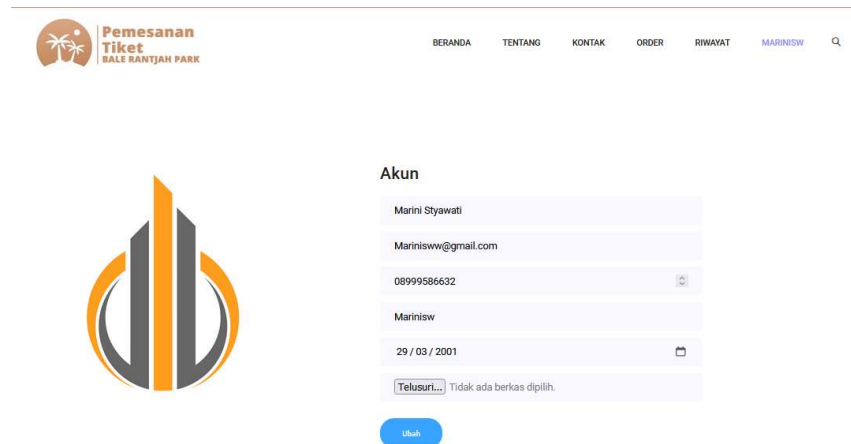 Pemesanan
Tiket
BALE RANTJAH PARK
BERANDA TENTANG KONTAK ORDER RIWAYAT MARINISW
Akun
Marini Styawati
Marinisww@gmail.com
08999586632
Marinisw
29 / 03 / 2001
Telusuri... Tidak ada berkas dipilih.
Ubah